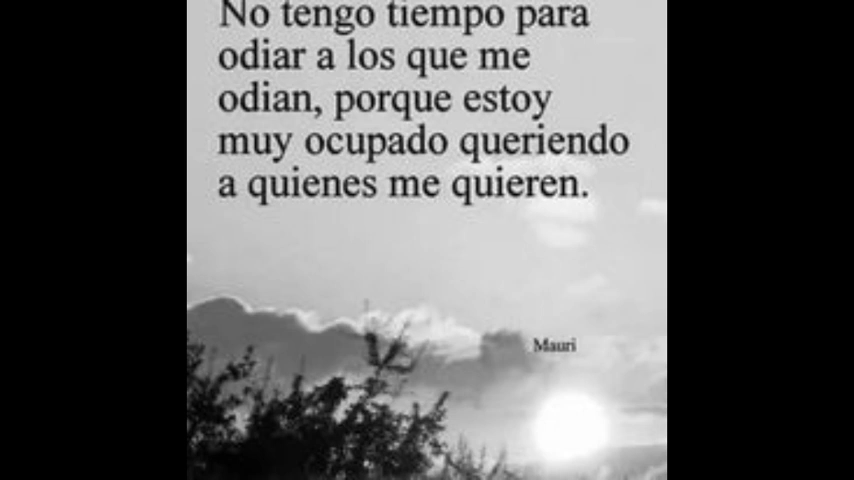 No tengo tiempo para
odiar a los que me
odian, porque estoy
muy ocupado queriendo
a quienes me quieren.
Mauri